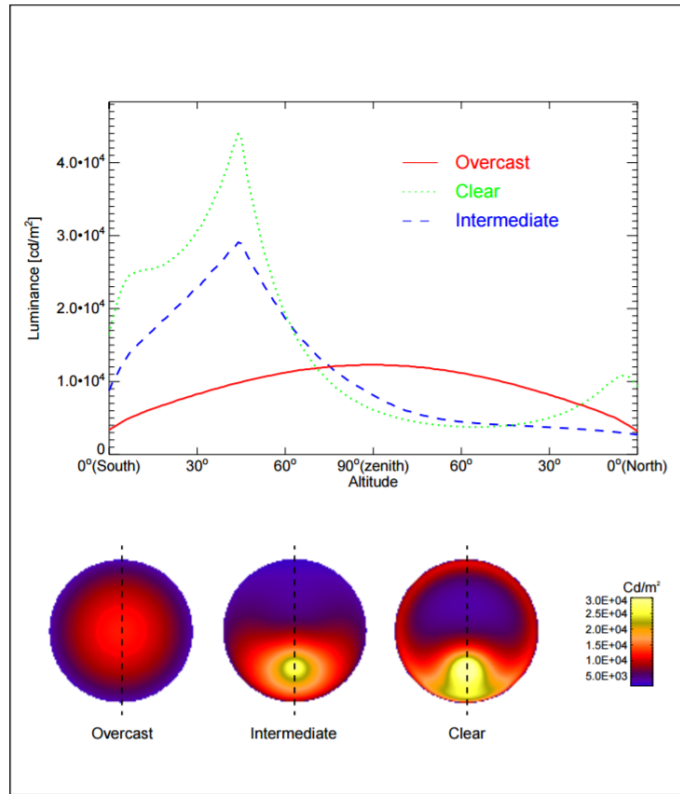 4.0•10⁴
3.0•10⁴
2.0•10⁴
1.0•10⁴
0
Luminance [cd/m²]
Overcast
Clear
Intermediate
0°(South) 30° 60° 90°(zenith) 60° 30° 0°(North)
Altitude
Cd/m²
3.0E+04
2.5E+04
2.0E+04
1.5E+04
1.0E+04
5.0E+03
Overcast Intermediate Clear